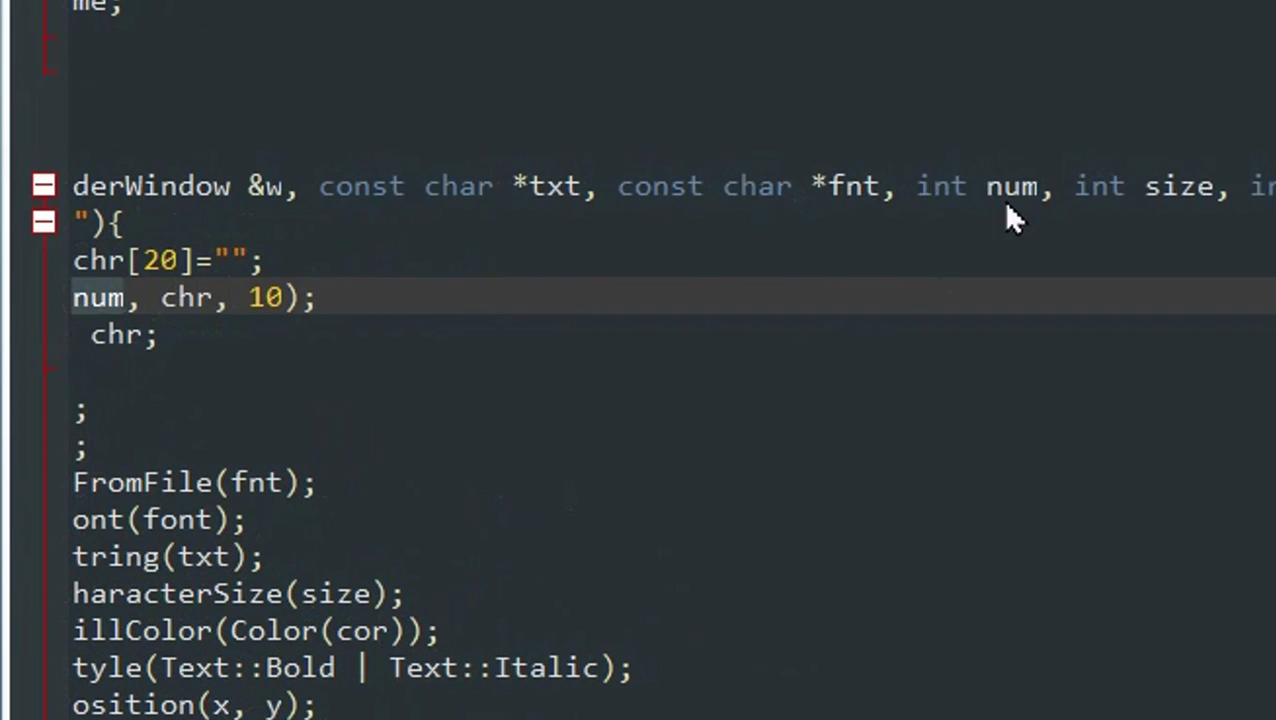 me;
derWindow &w, const char *txt, const char *fnt, int num, int size, in
"){
chr[20]="";
num, chr, 10);
chr;
;
;
FromFile(fnt);
ont(font);
tring(txt);
haracterSize(size);
illColor(Color(cor));
tyle(Text::Bold | Text::Italic);
osition(x, y);